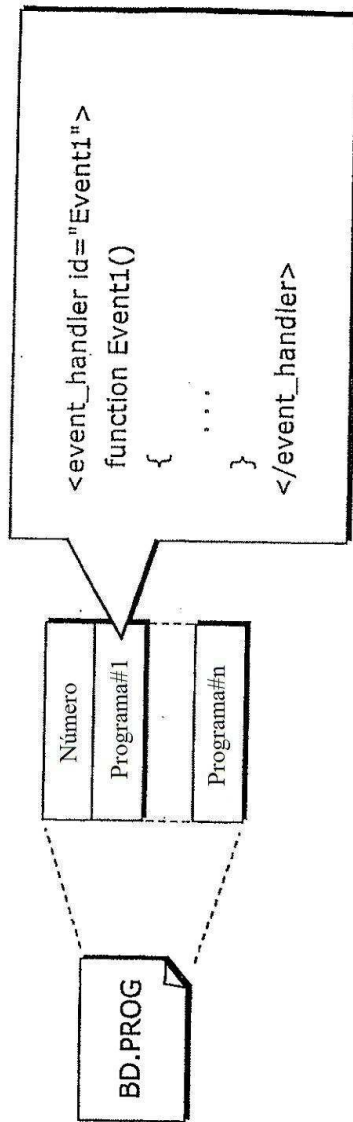 BD.PROG
Número
Programa#1
Programa#n
<event_handler id="Event1">
function Event1()
{
...
}
</event_handler>